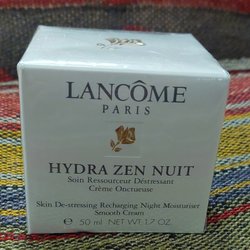 LANCÔME
PARIS
HYDRA ZEN NUIT
Soin Ressourceur Déstressant
Crème Onctueuse
Skin De-stressing Recharging Night Moisturiser
Smooth Cream
℮ 50 ml NET WT 1.7 OZ.